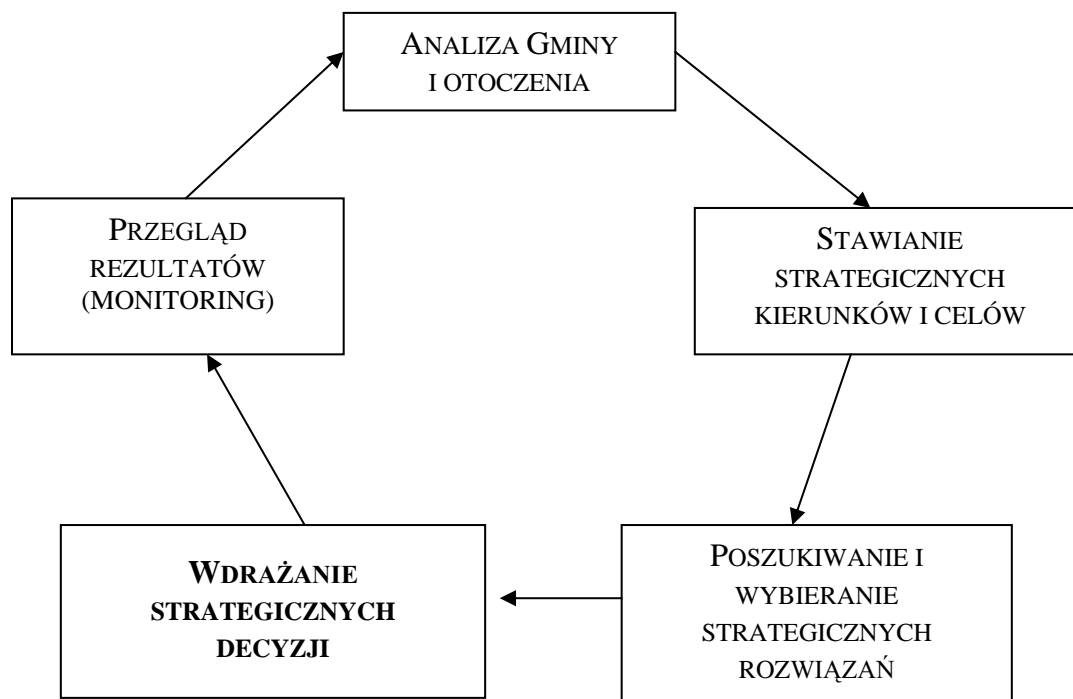 ANALIZA GMINY
I OTOCZENIA
PRZEGLĄD
REZULTATÓW
(MONITORING)
STAWIANIE
STRATEGICZNYCH
KIERUNKÓW I CELÓW
WDRAŻANIE
STRATEGICZNYCH
DECYZJI
POSZUKIWANIE I
WYBIERANIE
STRATEGICZNYCH
ROZWIĄZAŃ